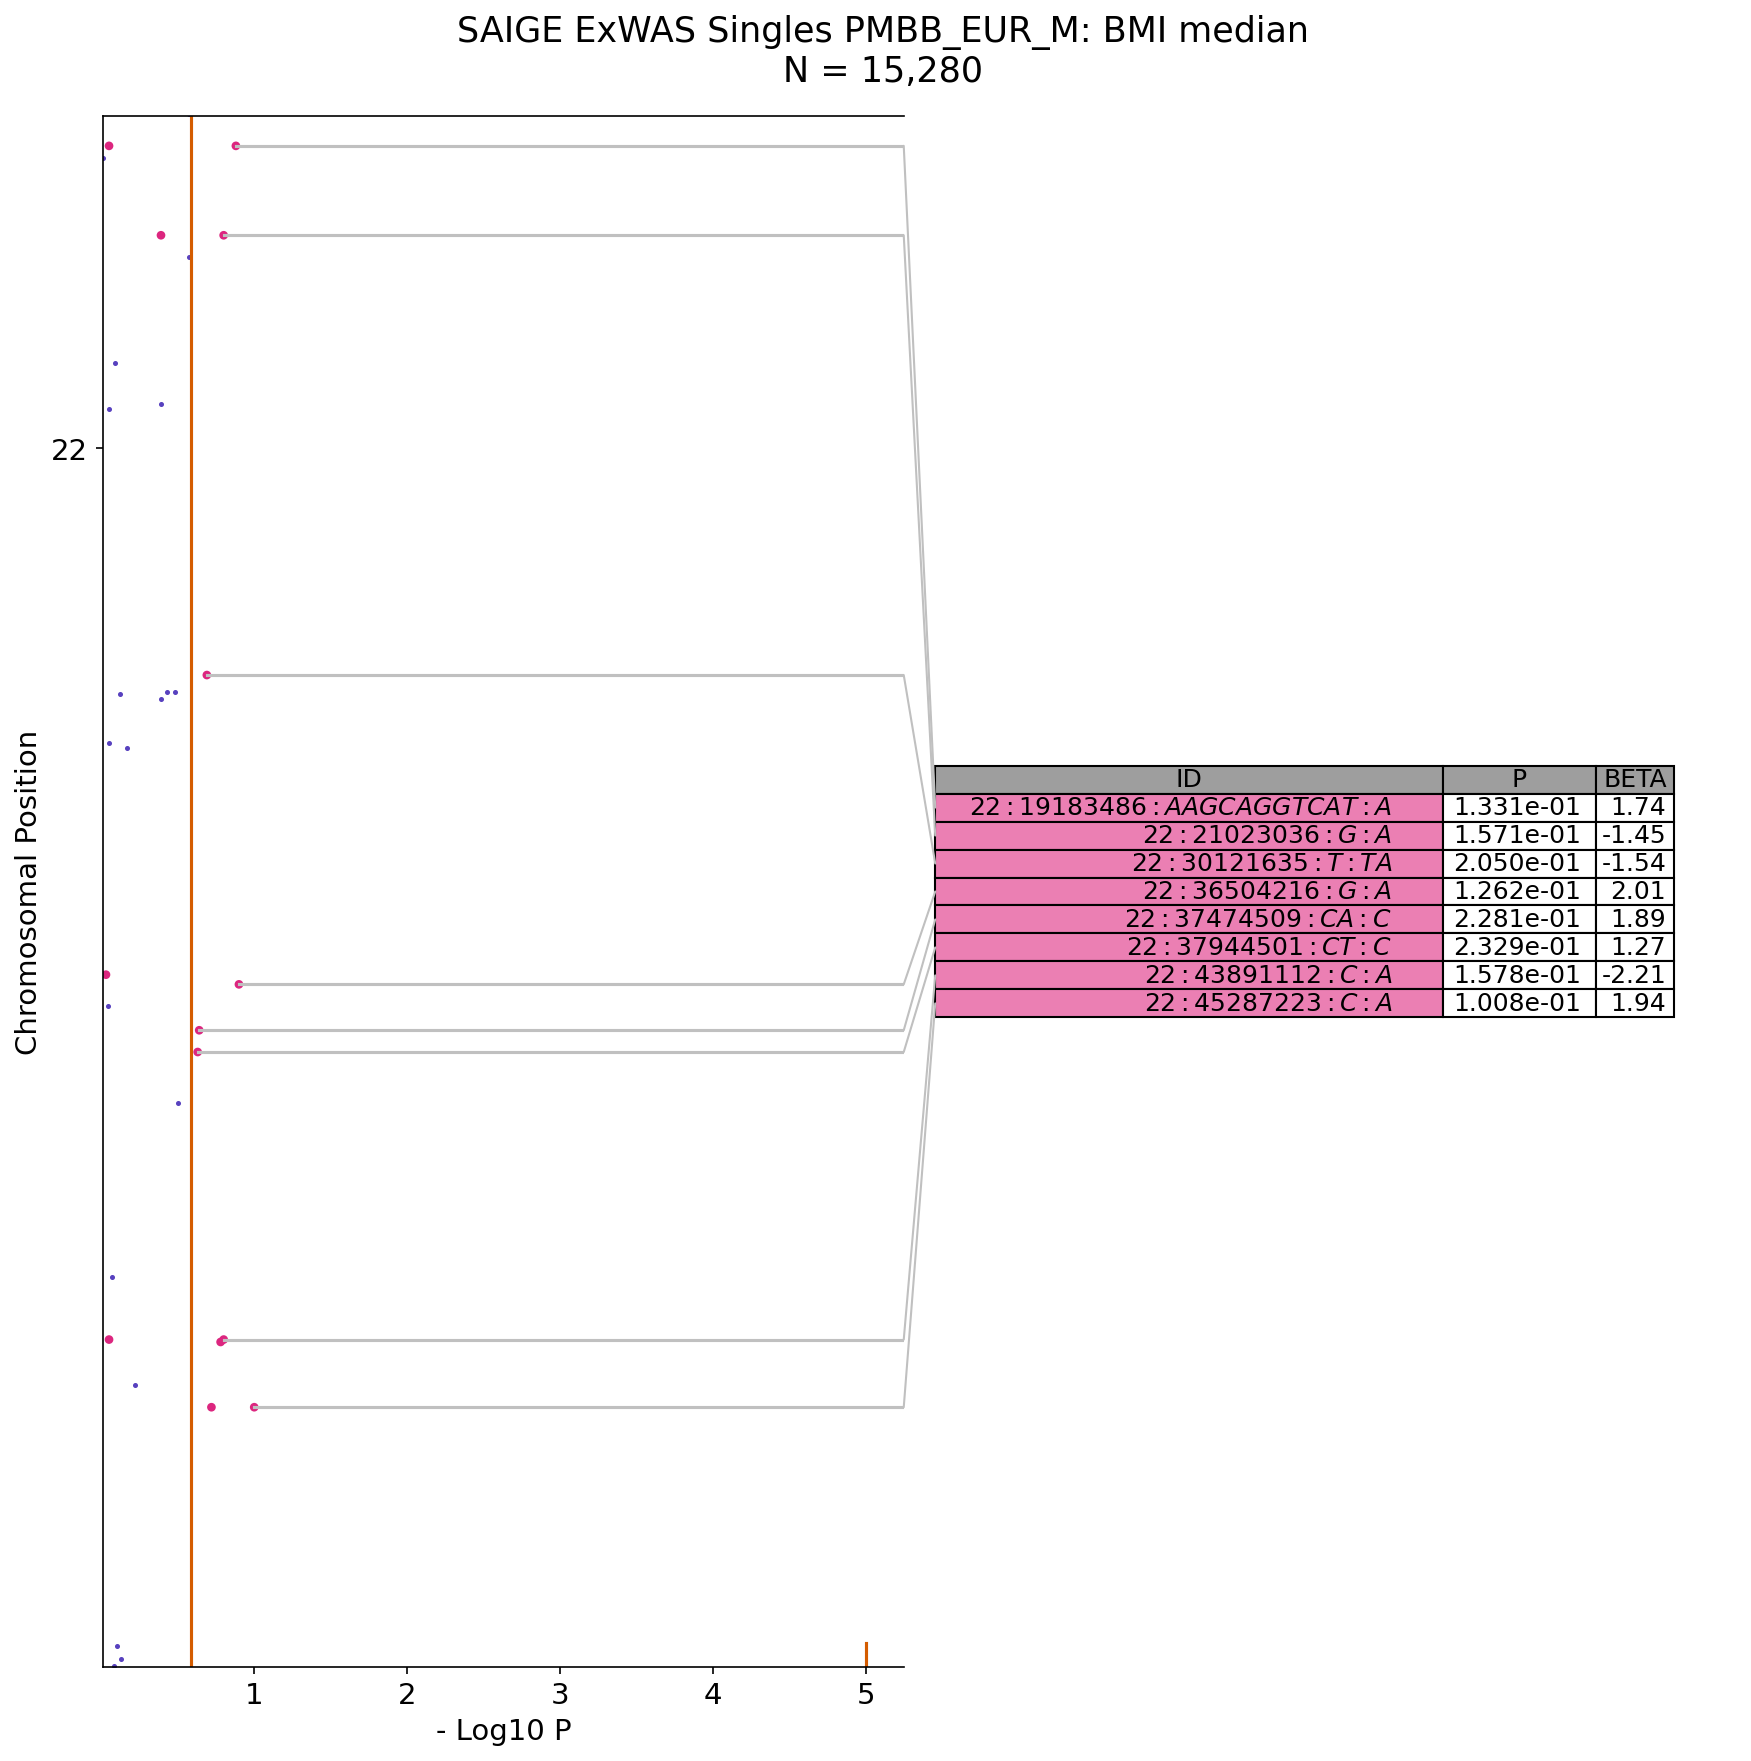 SAIGE ExWAS Singles PMBB_EUR_M: BMI median
N = 15,280
22
Chromosomal Position
ID P BETA
22 : 19183486 : AAGCAGGTCAT : A 1.331e-01 1.74
22 : 21023036 : G : A 1.571e-01 -1.45
22 : 30121635 : T : TA 2.050e-01 -1.54
22 : 36504216 : G : A 1.262e-01 2.01
22 : 37474509 : CA : C 2.281e-01 1.89
22 : 37944501 : CT : C 2.329e-01 1.27
22 : 43891112 : C : A 1.578e-01 -2.21
22 : 45287223 : C : A 1.008e-01 1.94
1 2 3 4 5
- Log10 P